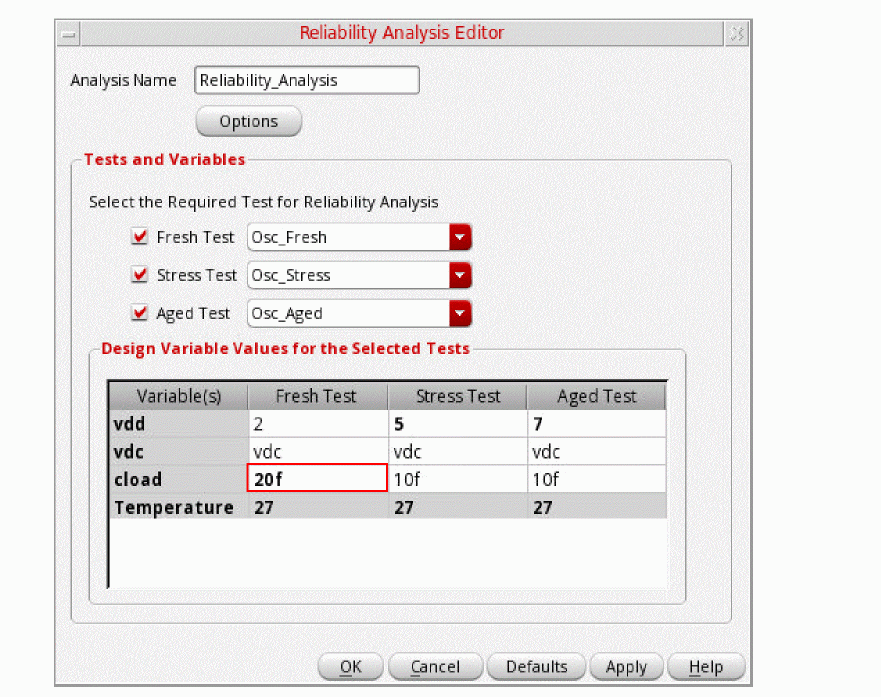 Reliability Analysis Editor
Analysis Name Reliability_Analysis
Options
Tests and Variables
Select the Required Test for Reliability Analysis
Fresh Test Osc_Fresh
Stress Test Osc_Stress
Aged Test Osc_Aged
Design Variable Values for the Selected Tests
Variable(s) Fresh Test Stress Test Aged Test
vdd 2 5 7
vdc vdc vdc vdc
cload 20f 10f 10f
Temperature 27 27 27
OK Cancel Defaults Apply Help